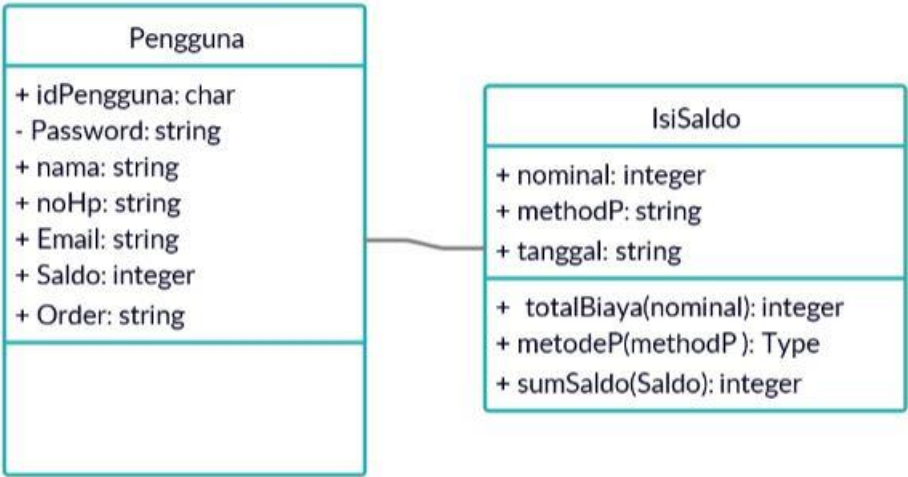 Pengguna
+ idPengguna: char
- Password: string
+ nama: string
+ noHp: string
+ Email: string
+ Saldo: integer
+ Order: string
IsiSaldo
+ nominal: integer
+ methodP: string
+ tanggal: string
+ totalBiaya(nominal): integer
+ metodeP(methodP): Type
+ sumSaldo(Saldo): integer